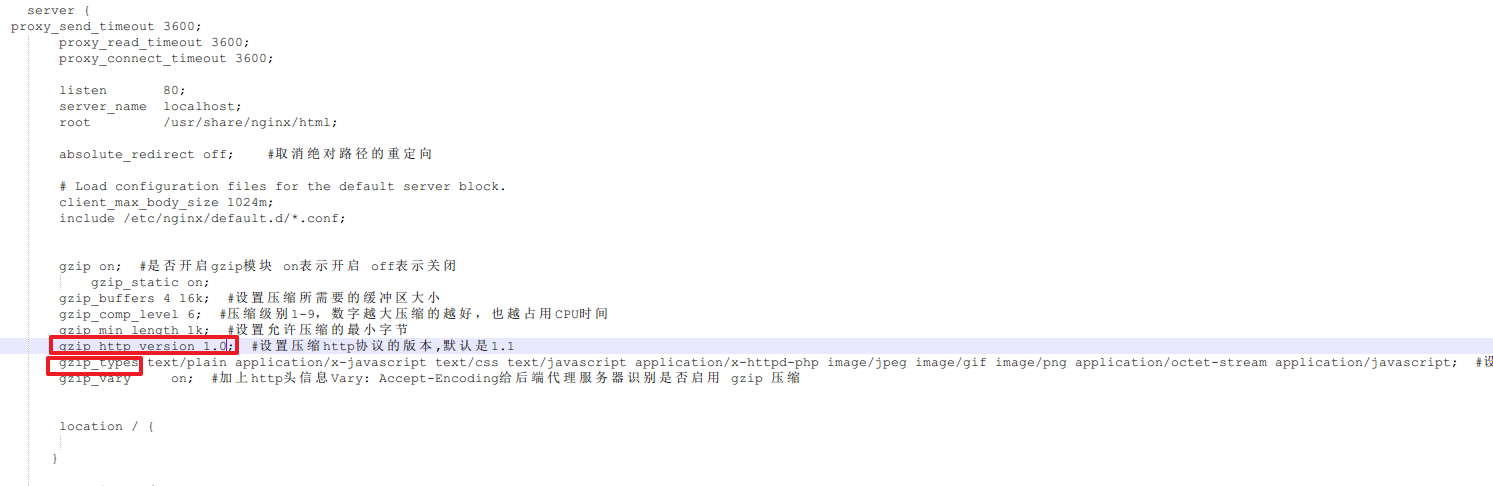 server {
proxy_send_timeout 3600;
proxy_read_timeout 3600;
proxy_connect_timeout 3600;
listen 80;
server_name localhost;
root /usr/share/nginx/html;
absolute_redirect off; #取消绝对路径的重定向
# Load configuration files for the default server block.
client_max_body_size 1024m;
include /etc/nginx/default.d/*.conf;
gzip on; #是否开启gzip模块 on表示开启 off表示关闭
gzip_static on;
gzip_buffers 4 16k; #设置压缩所需要的缓冲区大小
gzip_comp_level 6; #压缩级别1-9，数字越大压缩的越好，也越占用CPU时间
gzip_min_length 1k; #设置允许压缩的最小字节
gzip_http_version 1.0; #设置压缩http协议的版本,默认是1.1
gzip_types text/plain application/x-javascript text/css text/javascript application/x-httpd-php image/jpeg image/gif image/png application/octet-stream application/javascript; #
gzip_vary on; #加上http头信息Vary: Accept-Encoding给后端代理服务器识别是否启用 gzip 压缩
location / {
}